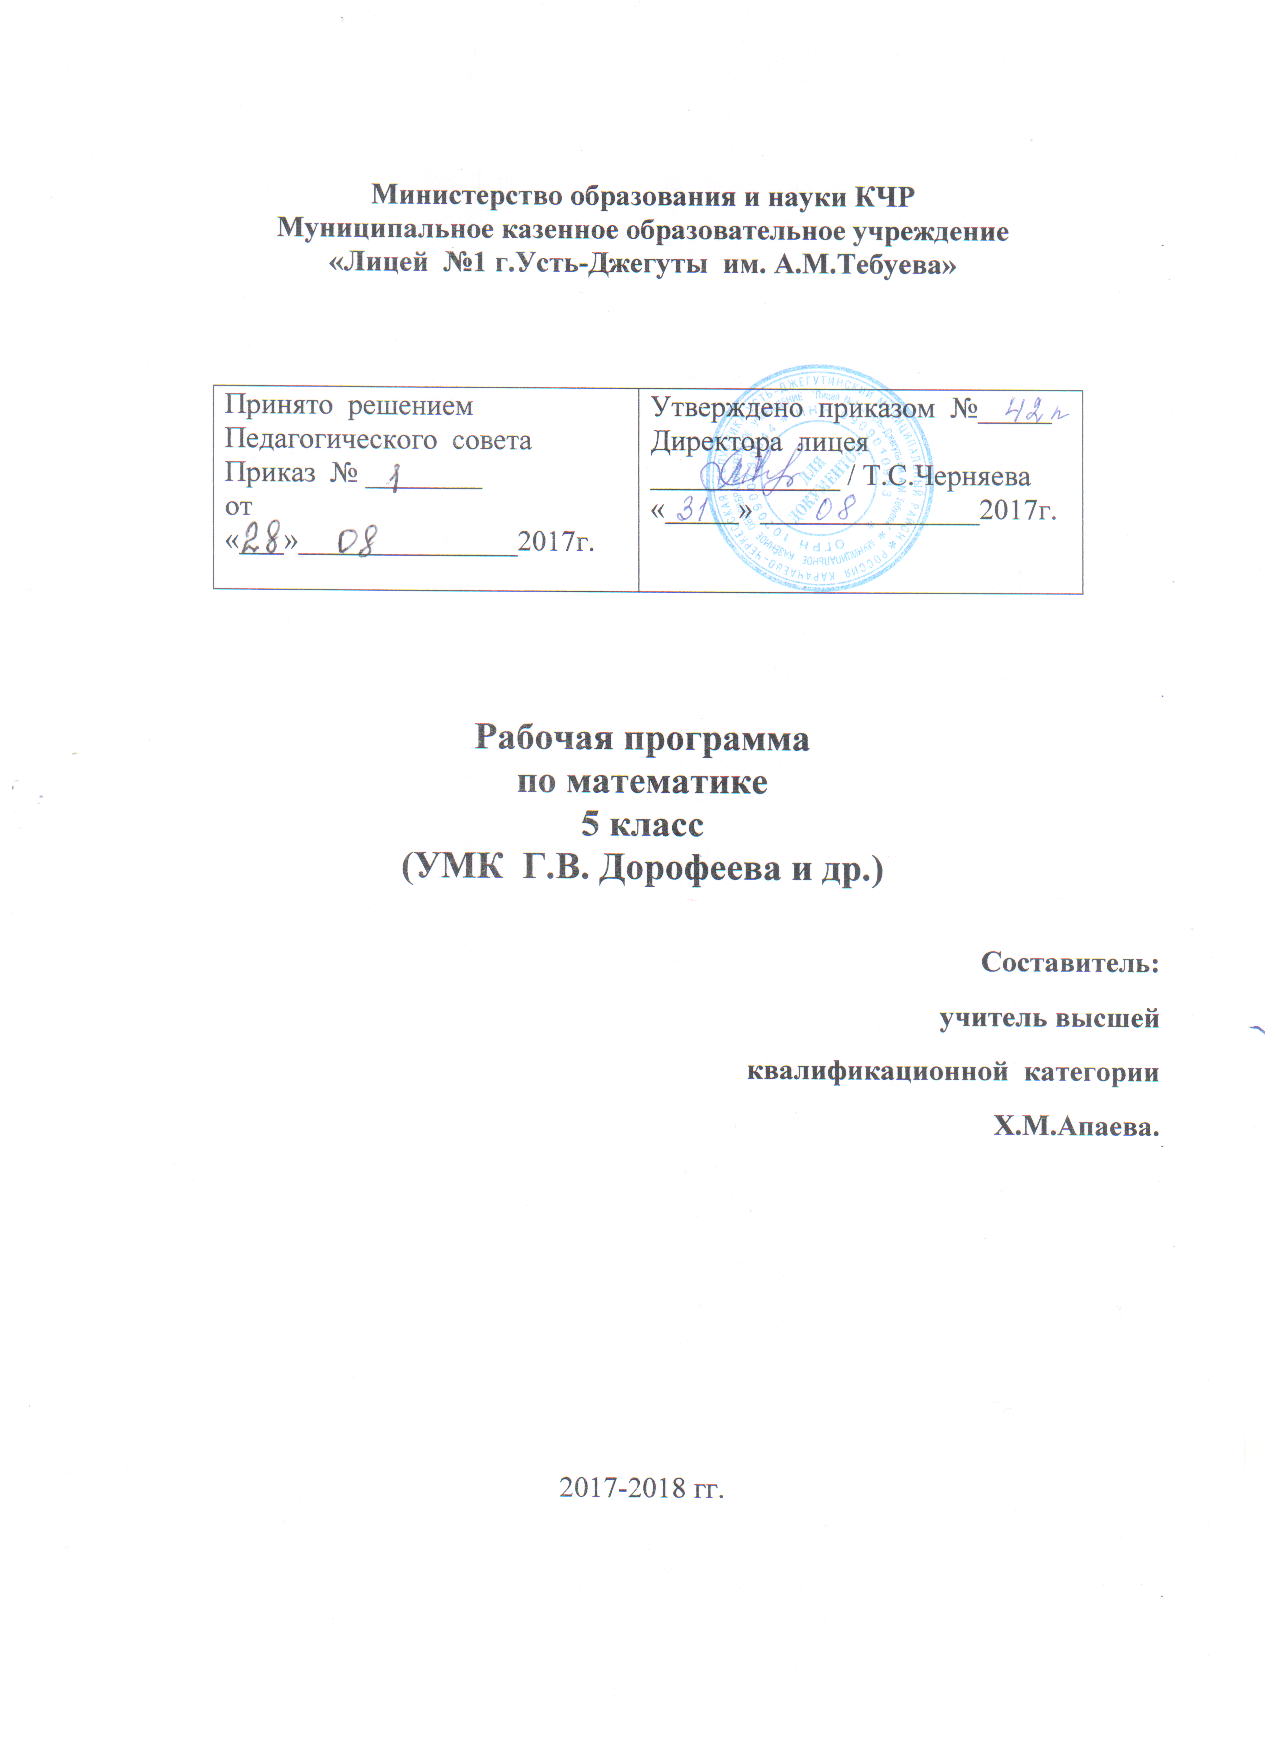 Министерство образования и науки КЧР
Муниципальное казенное образовательное учреждение
«Лицей №1 г.Усть-Джегуты им. А.М.Тебуева»
Принято решением
Педагогического совета
Приказ № 1
от
«28» 08 2017г.
Утверждено приказом № 42п
Директора лицея
/ Т.С.Черняева
«31» 08 2017г.
ДЛЯ
ДОКУМЕНТОВ
Рабочая программа
по математике
5 класс
(УМК Г.В. Дорофеева и др.)
Составитель:
учитель высшей
квалификационной категории
Х.М.Апаева.
2017-2018 гг.